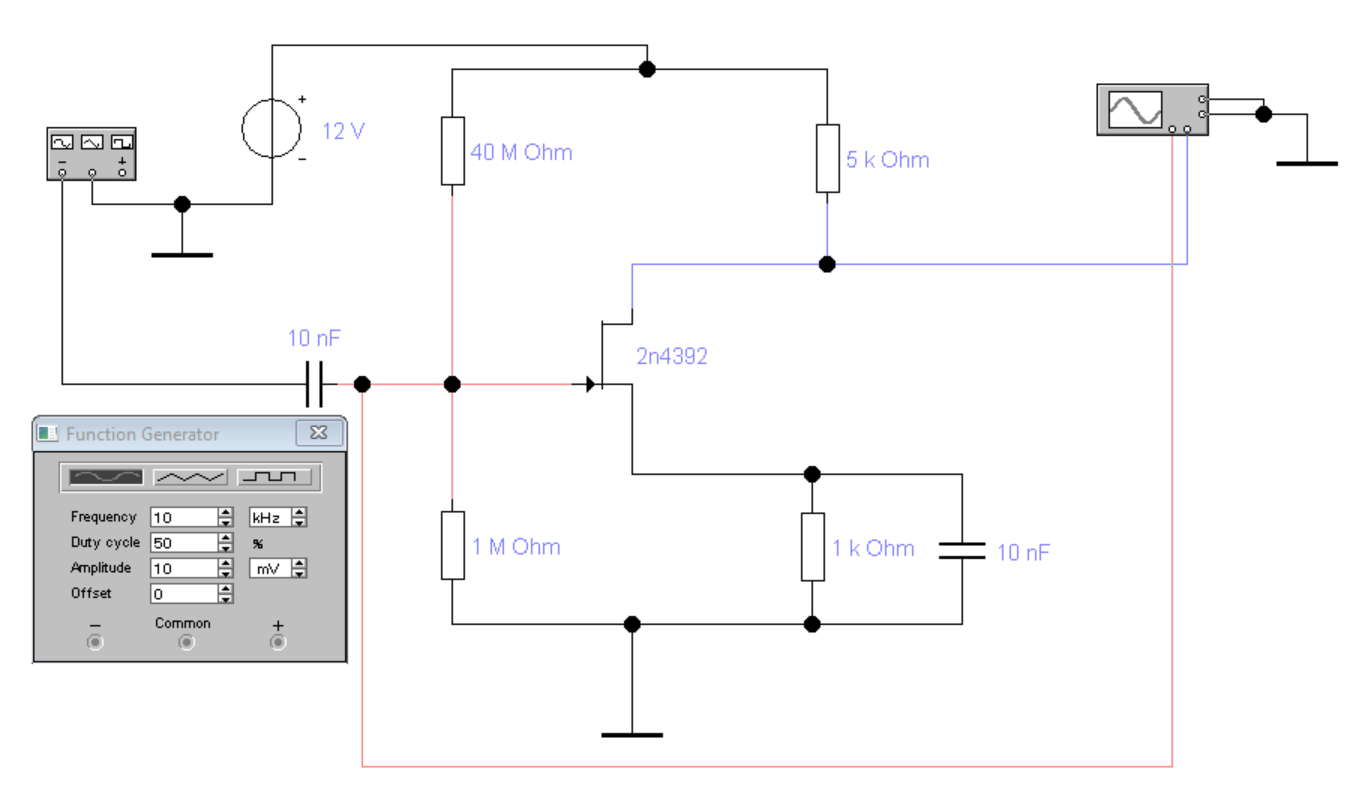 +
12 V
-
- +
40 M Ohm
5 k Ohm
10 nF
2n4392
Function Generator
Frequency 10 kHz
Duty cycle 50 %
Amplitude 10 mV
Offset 0
- Common +
1 M Ohm
1 k Ohm
10 nF